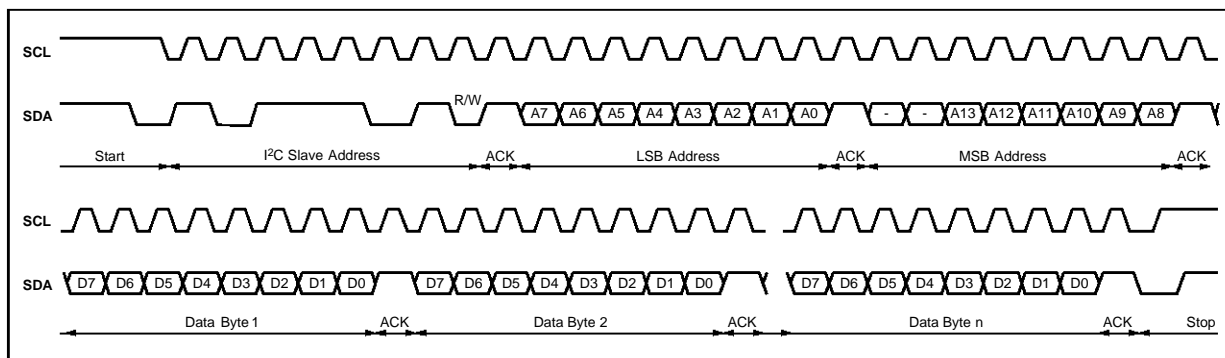 SCL
SDA R/W A7 A6 A5 A4 A3 A2 A1 A0 - - A13 A12 A11 A10 A9 A8
Start I²C Slave Address ACK LSB Address ACK MSB Address ACK
SCL
SDA D7 D6 D5 D4 D3 D2 D1 D0 D7 D6 D5 D4 D3 D2 D1 D0 D7 D6 D5 D4 D3 D2 D1 D0
Data Byte 1 ACK Data Byte 2 ACK Data Byte n ACK Stop